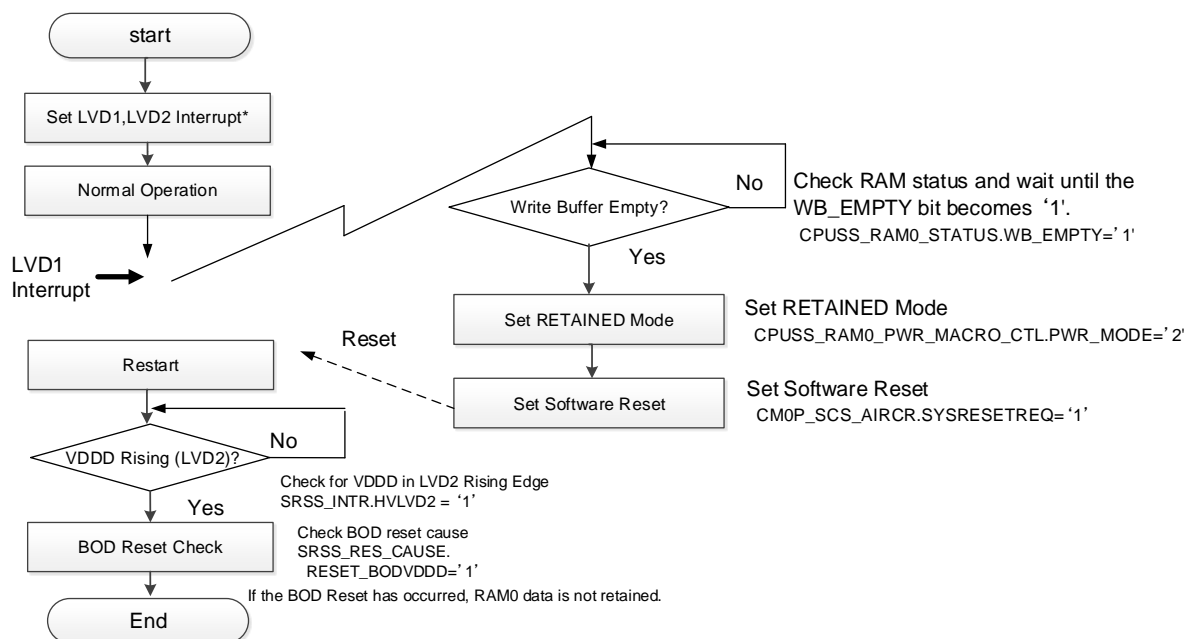 start
Set LVD1,LVD2 Interrupt*
Normal Operation
LVD1
Interrupt
Write Buffer Empty?
No
Yes
Check RAM status and wait until the
WB_EMPTY bit becomes ‘1'.
CPUSS_RAM0_STATUS.WB_EMPTY=’1'
Set RETAINED Mode
Set RETAINED Mode
CPUSS_RAM0_PWR_MACRO_CTL.PWR_MODE=’2'
Set Software Reset
Set Software Reset
CM0P_SCS_AIRCR.SYSRESETREQ=‘1’
Reset
Restart
VDDD Rising (LVD2)?
No
Yes
Check for VDDD in LVD2 Rising Edge
SRSS_INTR.HVLVD2 = ‘1’
BOD Reset Check
Check BOD reset cause
SRSS_RES_CAUSE.
RESET_BODVDDD=‘1’
If the BOD Reset has occurred, RAM0 data is not retained.
End